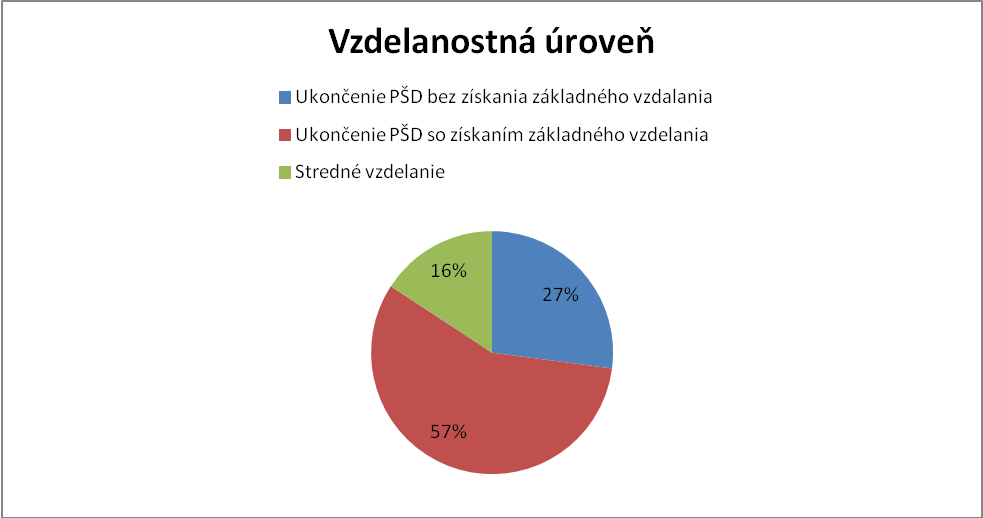 Vzdelanostná úroveň
Ukončenie PŠD bez získania základného vzdalania
Ukončenie PŠD so získaním základného vzdelania
Stredné vzdelanie
16%
27%
57%